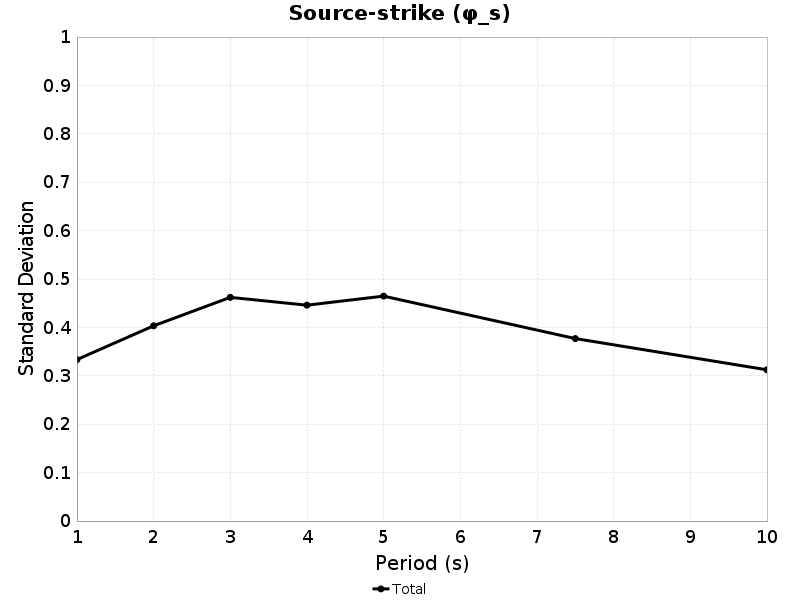 Source-strike (φ_s)
1
0.9
0.8
0.7
0.6
0.5
0.4
0.3
0.2
0.1
0
Standard Deviation
1 2 3 4 5 6 7 8 9 10
Period (s)
Total